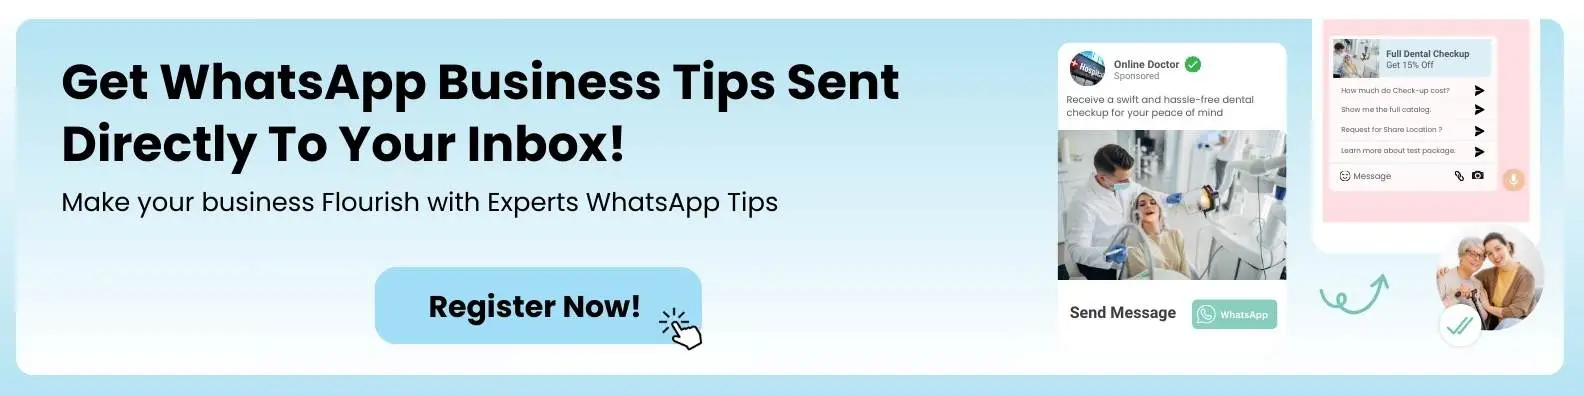 Get WhatsApp Business Tips Sent
Directly To Your Inbox!
Make your business Flourish with Experts WhatsApp Tips
Register Now!
Hospital
Online Doctor
Sponsored
Receive a swift and hassle-free dental
checkup for your peace of mind
Send Message
WhatsApp
Full Dental Checkup
Get 15% Off
How much do Check-up cost?
Show me the full catalog.
Request for Share Location ?
Learn more about test package.
Message